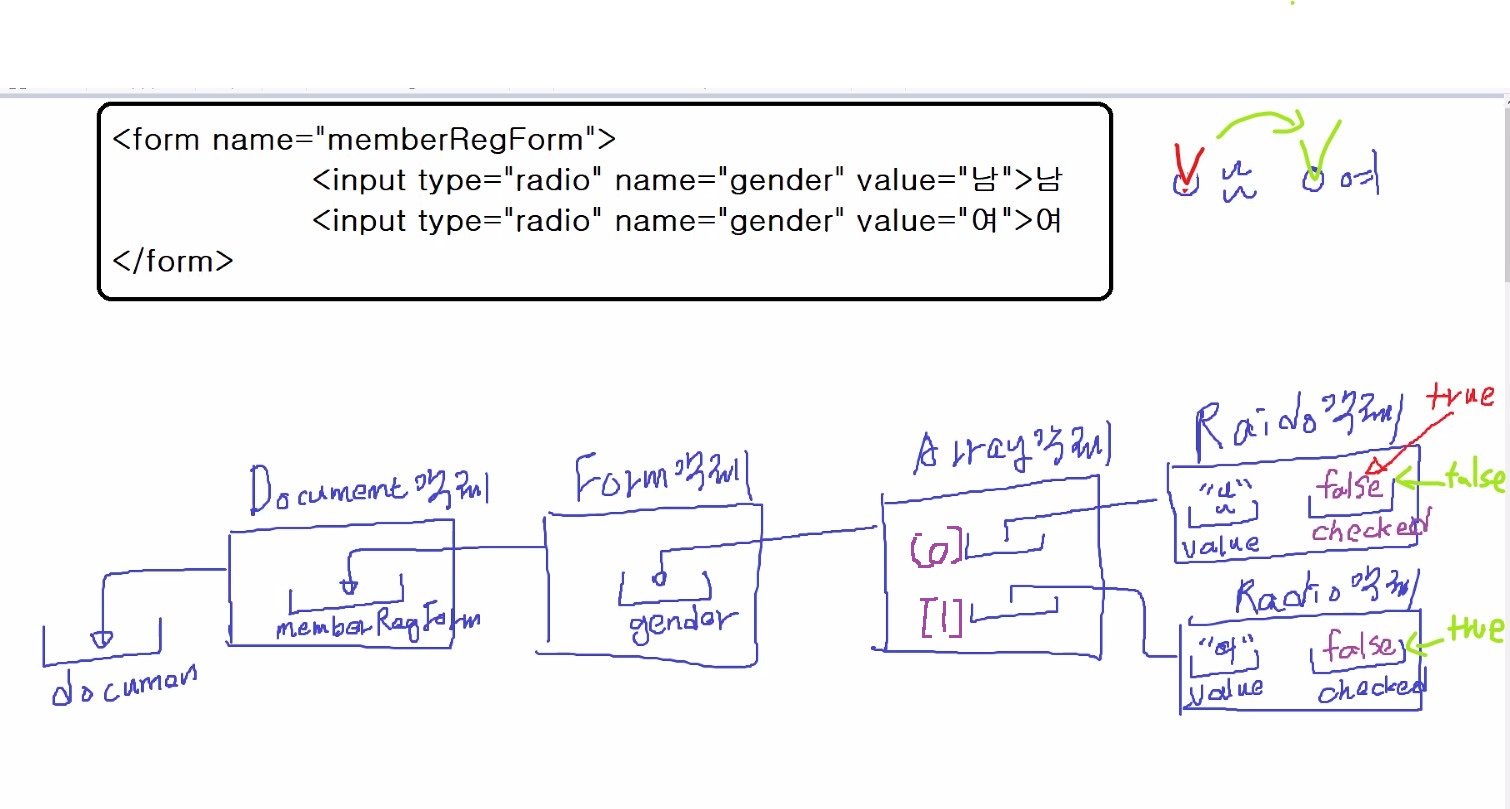 <form name="memberRegForm">
<input type="radio" name="gender" value="남">남
<input type="radio" name="gender" value="여">여
</form>
여
Document객체
Form객체
Array객체
Raido객체
true
false
"남"
false
value
checked
[0]
[1]
Radio객체
"여"
false
true
value
checked
memberRegForm
gender
documen